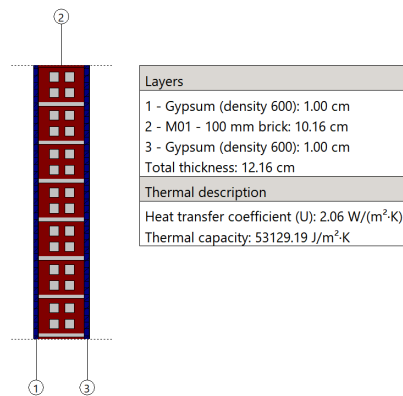 2
Layers
1 - Gypsum (density 600): 1.00 cm
2 - M01 - 100 mm brick: 10.16 cm
3 - Gypsum (density 600): 1.00 cm
Total thickness: 12.16 cm
Thermal description
Heat transfer coefficient (U): 2.06 W/(m²·K)
Thermal capacity: 53129.19 J/m²·K
1
3